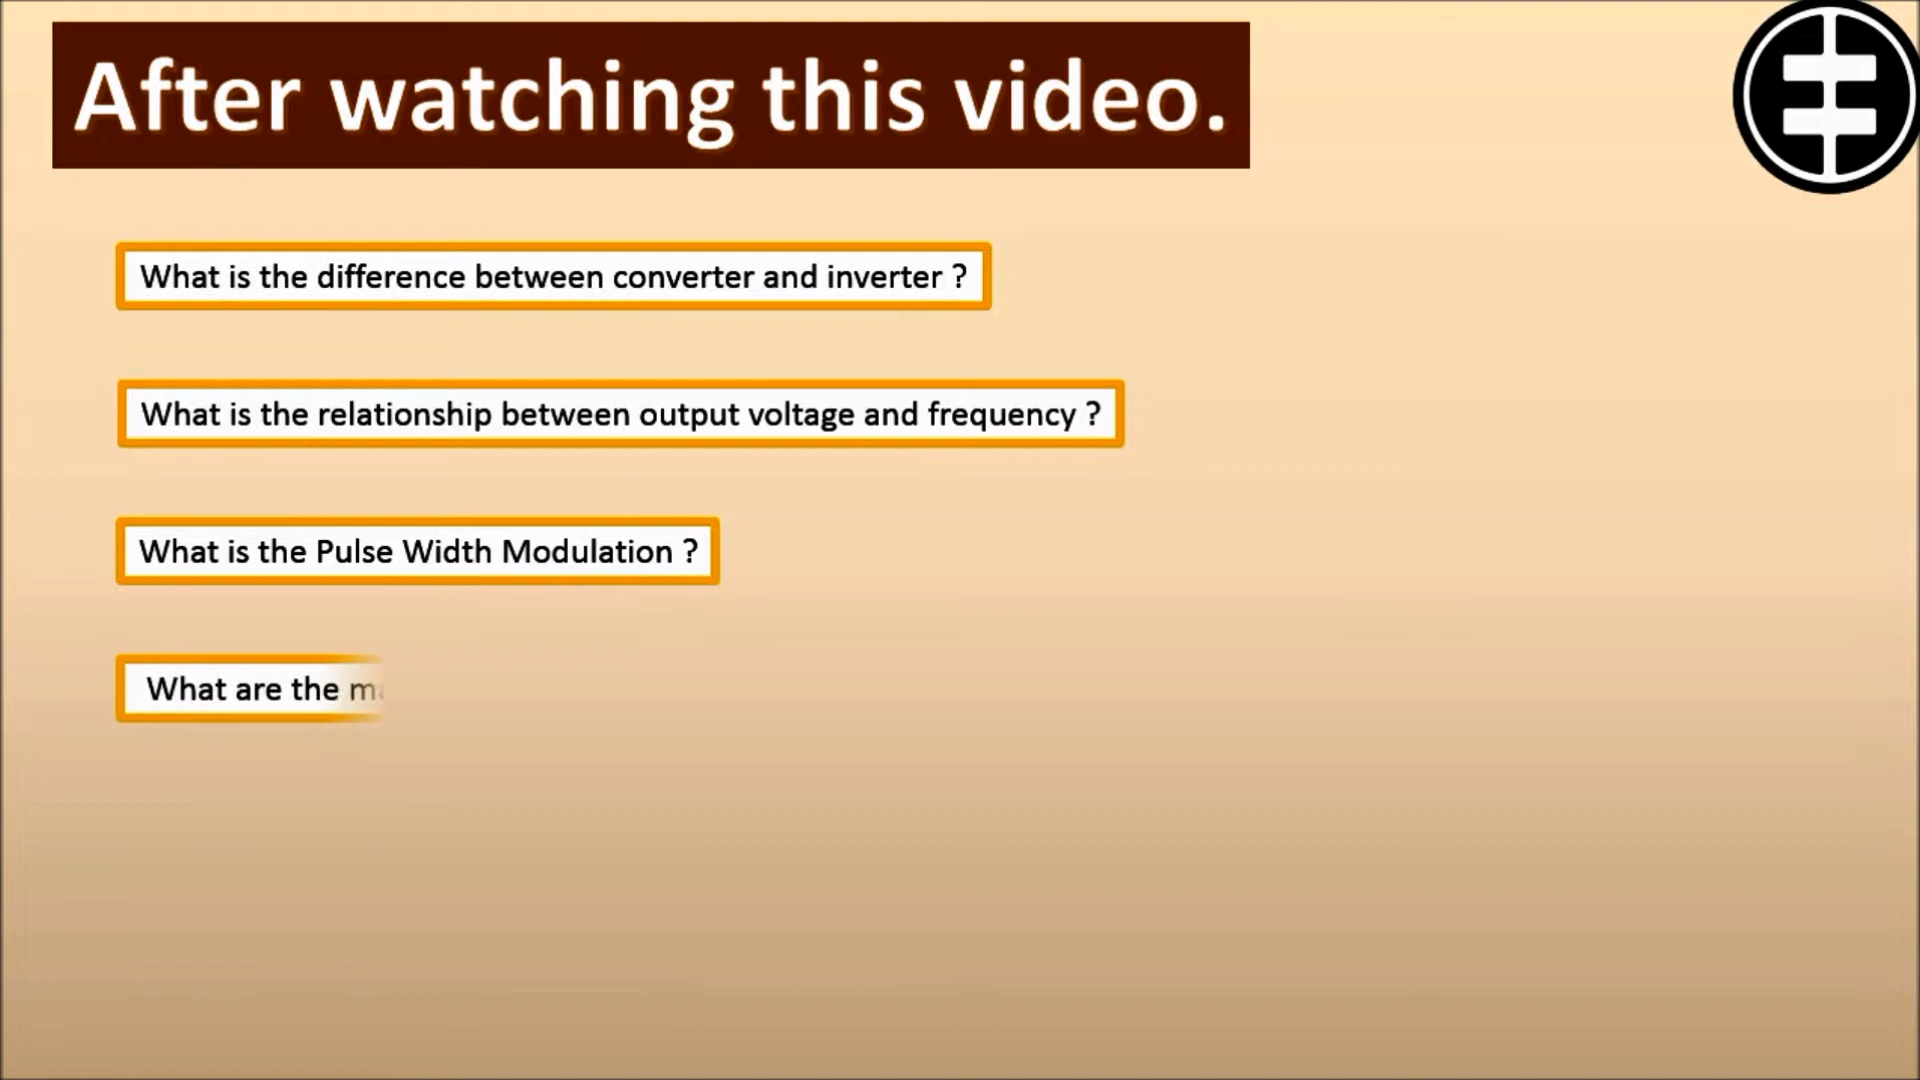 After watching this video.
What is the difference between converter and inverter ?
What is the relationship between output voltage and frequency ?
What is the Pulse Width Modulation ?
What are the